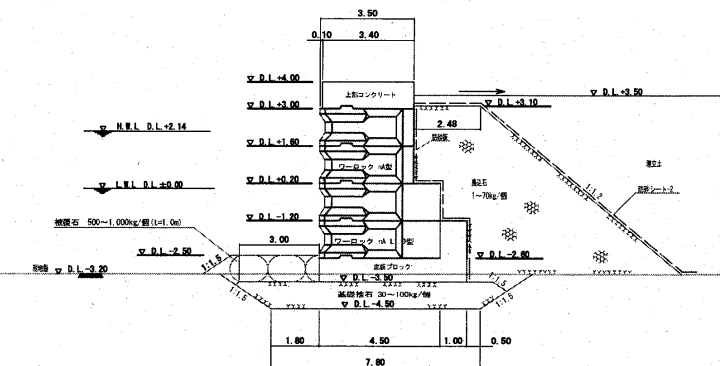 3.50
0.10 3.40
▽ D.L.+4.00
上部コンクリート
▽ D.L.+3.50
▽ D.L.+3.00
▽ D.L.+3.10
H.W.L D.L.+2.14
2.48
▽ D.L.+1.60
防砂板
ワーロック nA型
裏込石
1~70kg/個
埋立土
1:1.2
防砂シート-2
L.W.L D.L.±0.00
▽ D.L.+0.20
被覆石 500~1,000kg/個(t=1.0m)
▽ D.L.-1.20
3.00
ワーロック nA L
型
▽ D.L.-2.50
▽ D.L.-2.60
底版ブロック
▽ D.L.-3.20
1:1.5
▽ D.L.-3.50
基礎捨石 30~100kg/個
1:1.5
1:1.5
▽ D.L.-4.50
1.80 4.50 1.00 0.50
7.80